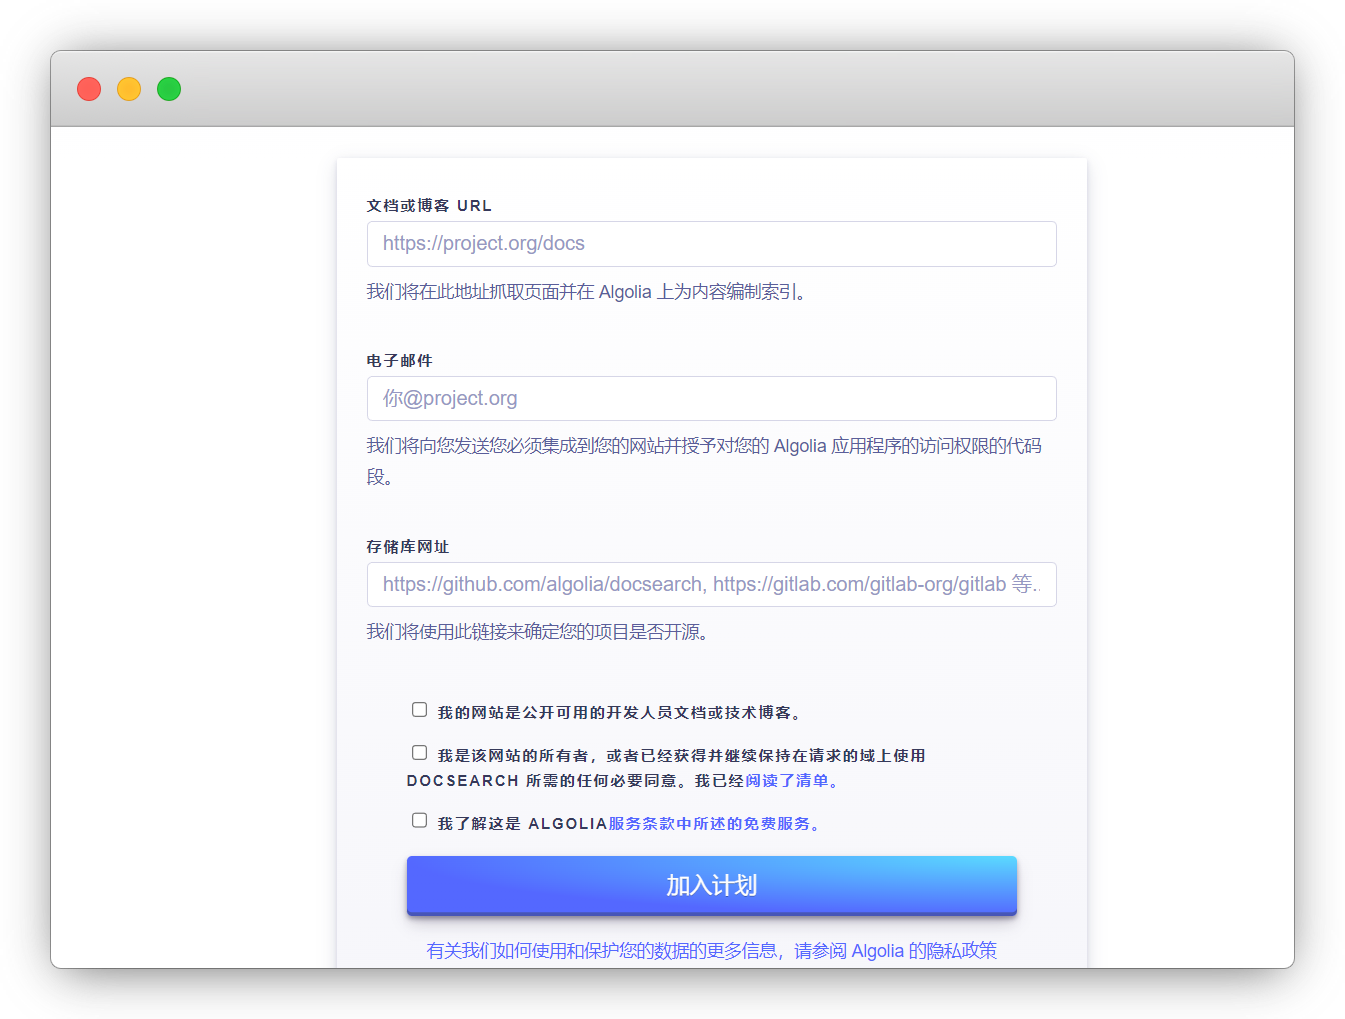 文档或博客 URL
https://project.org/docs
我们将在此地址抓取页面并在 Algolia 上为内容编制索引。
电子邮件
你@project.org
我们将向您发送您必须集成到您的网站并授予对您的 Algolia 应用程序的访问权限的代码
段。
存储库网址
https://github.com/algolia/docsearch, https://gitlab.com/gitlab-org/gitlab 等..
我们将使用此链接来确定您的项目是否开源。
我的网站是公开可用的开发人员文档或技术博客。
我是该网站的所有者，或者已经获得并继续保持在请求的域上使用
DOCSEARCH 所需的任何必要同意。我已经阅读了清单。
我了解这是 ALGOLIA服务条款中所述的免费服务。
加入计划
有关我们如何使用和保护您的数据的更多信息，请参阅 Algolia 的隐私政策